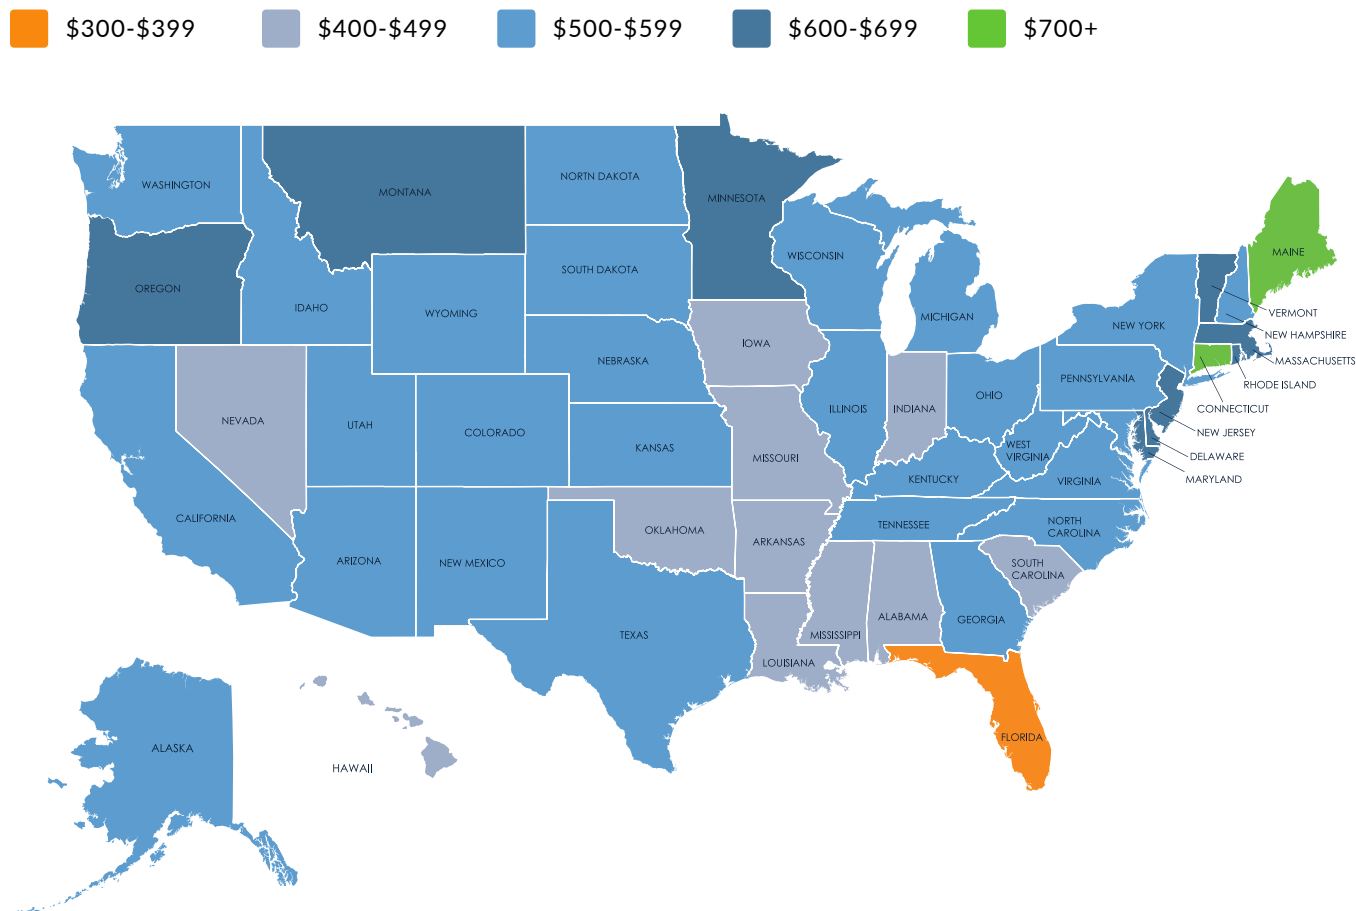 $300-$399 $400-$499 $500-$599 $600-$699 $700+
WASHINGTON
MONTANA
NORTN DAKOTA
MINNESOTA
OREGON
IDAHO
WYOMING
SOUTH DAKOTA
WISCONSIN
MICHIGAN
NEW YORK
MAINE
VERMONT
NEW HAMPSHIRE
MASSACHUSETTS
RHODE ISLAND
CONNECTICUT
NEW JERSEY
DELAWARE
MARYLAND
NEBRASKA
IOWA
ILLINOIS
INDIANA
OHIO
PENNSYLVANIA
NEVADA
UTAH
COLORADO
KANSAS
MISSOURI
KENTUCKY
WEST
VIRGINIA
VIRGINIA
CALIFORNIA
ARIZONA
NEW MEXICO
OKLAHOMA
ARKANSAS
TENNESSEE
NORTH
CAROLINA
SOUTH
CAROLINA
TEXAS
LOUISIANA
MISSISSIPPI
ALABAMA
GEORGIA
FLORIDA
ALASKA
HAWAII